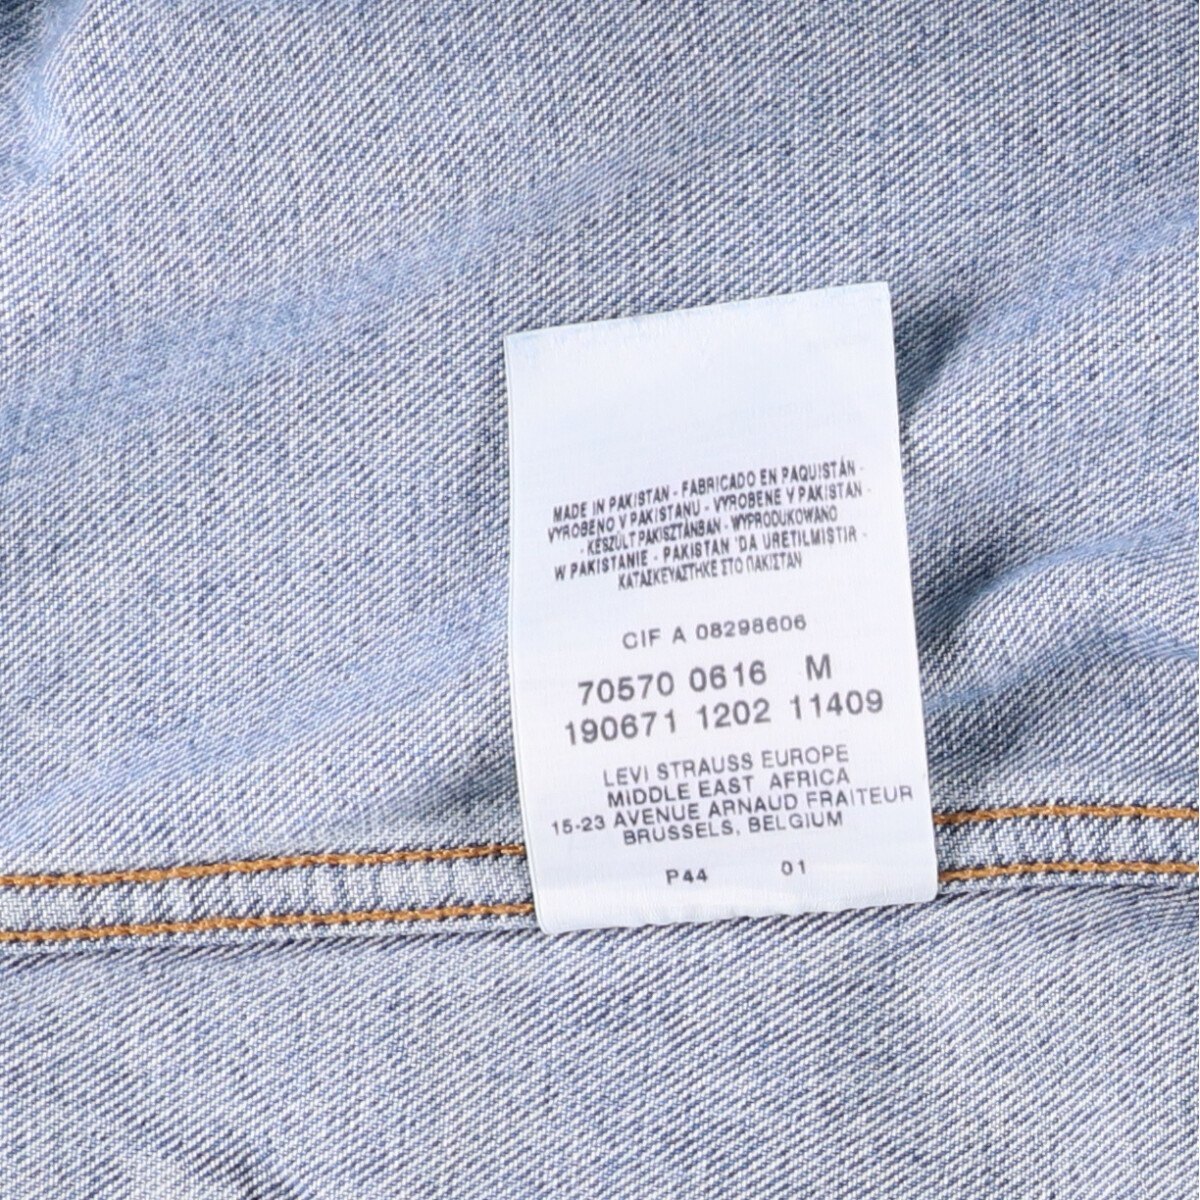 MADE IN PAKISTAN - FABRICADO EN PAQUISTÁN -
VYROBENO V PAKISTANU - VYROBENE V PAKISTAN -
- KÉSZÜLT PAKISZTÁNBAN - WYPRODUKOWANO
W PAKISTANIE - PAKISTAN 'DA URETILMISTIR -
ΚΑΤΑΣΚΕΥΑΣΤΗΚΕ ΣΤΟ ΠΑΚΙΣΤΑΝ
CIF A 08298606
70570 0616 M
190671 1202 11409
LEVI STRAUSS EUROPE
MIDDLE EAST AFRICA
15-23 AVENUE ARNAUD FRAITEUR
BRUSSELS, BELGIUM
P44 01